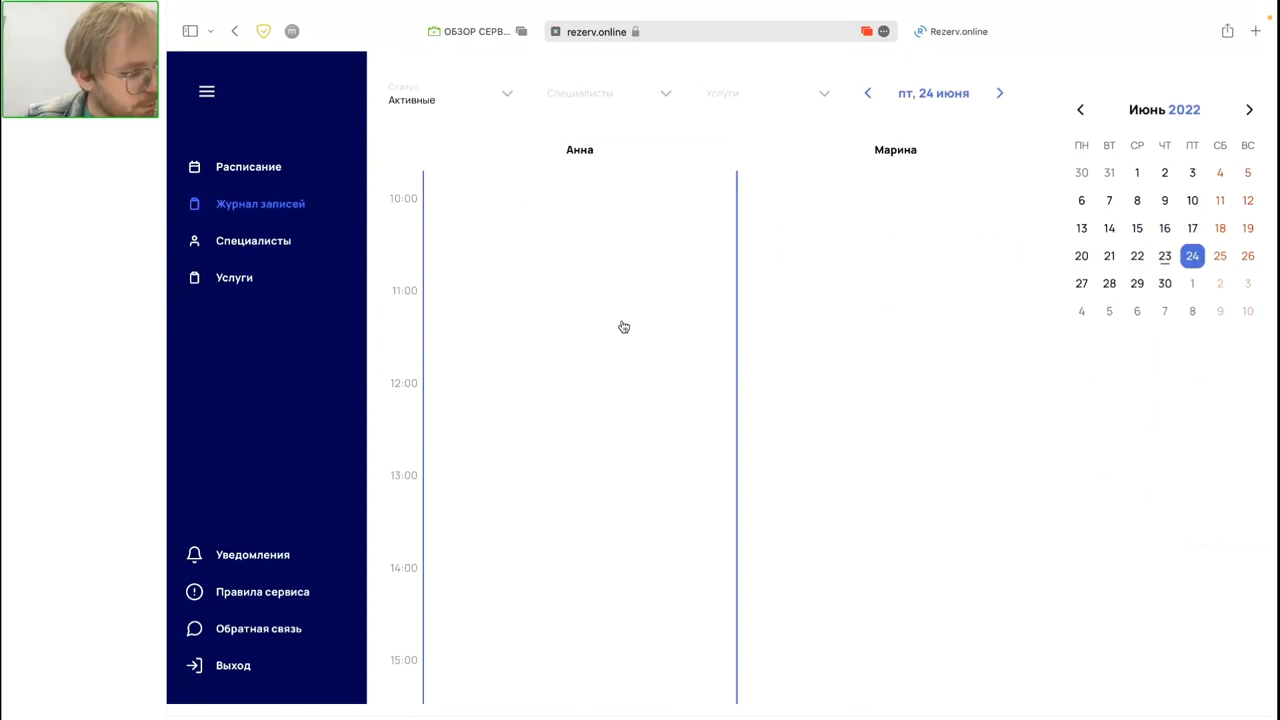 ОБЗОР СЕРВ...
rezerv.online
Rezerv.online
m
Статус
Активные
Специалисты
Услуги
пт, 24 июня
Июнь 2022
ПН ВТ СР ЧТ ПТ СБ ВС
30 31 1 2 3 4 5
6 7 8 9 10 11 12
13 14 15 16 17 18 19
20 21 22 23 24 25 26
27 28 29 30 1 2 3
4 5 6 7 8 9 10
Расписание
Журнал записей
Специалисты
Услуги
Уведомления
Правила сервиса
Обратная связь
Выход
Анна
Марина
10:00
11:00
12:00
13:00
14:00
15:00